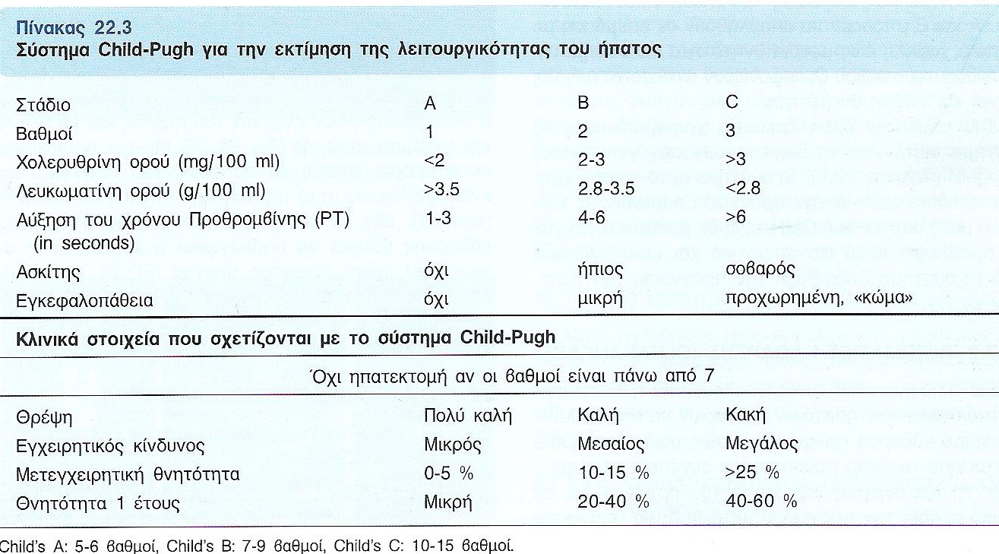 Πίνακας 22.3
Σύστημα Child-Pugh για την εκτίμηση της λειτουργικότητας του ήπατος
Στάδιο A B C
Βαθμοί 1 2 3
Χολερυθρίνη ορού (mg/100 ml) <2 2-3 >3
Λευκωματίνη ορού (g/100 ml) >3.5 2.8-3.5 <2.8
Αύξηση του χρόνου Προθρομβίνης (PT) 1-3 4-6 >6
(in seconds)
Ασκίτης όχι ήπιος σοβαρός
Εγκεφαλοπάθεια όχι μικρή προχωρημένη, «κώμα»
Κλινικά στοιχεία που σχετίζονται με το σύστημα Child-Pugh
Όχι ηπατεκτομή αν οι βαθμοί είναι πάνω από 7
Θρέψη Πολύ καλή Καλή Κακή
Εγχειρητικός κίνδυνος Μικρός Μεσαίος Μεγάλος
Μετεγχειρητική θνητότητα 0-5 % 10-15 % >25 %
Θνητότητα 1 έτους Μικρή 20-40 % 40-60 %
Child's A: 5-6 βαθμοί, Child's B: 7-9 βαθμοί, Child's C: 10-15 βαθμοί.